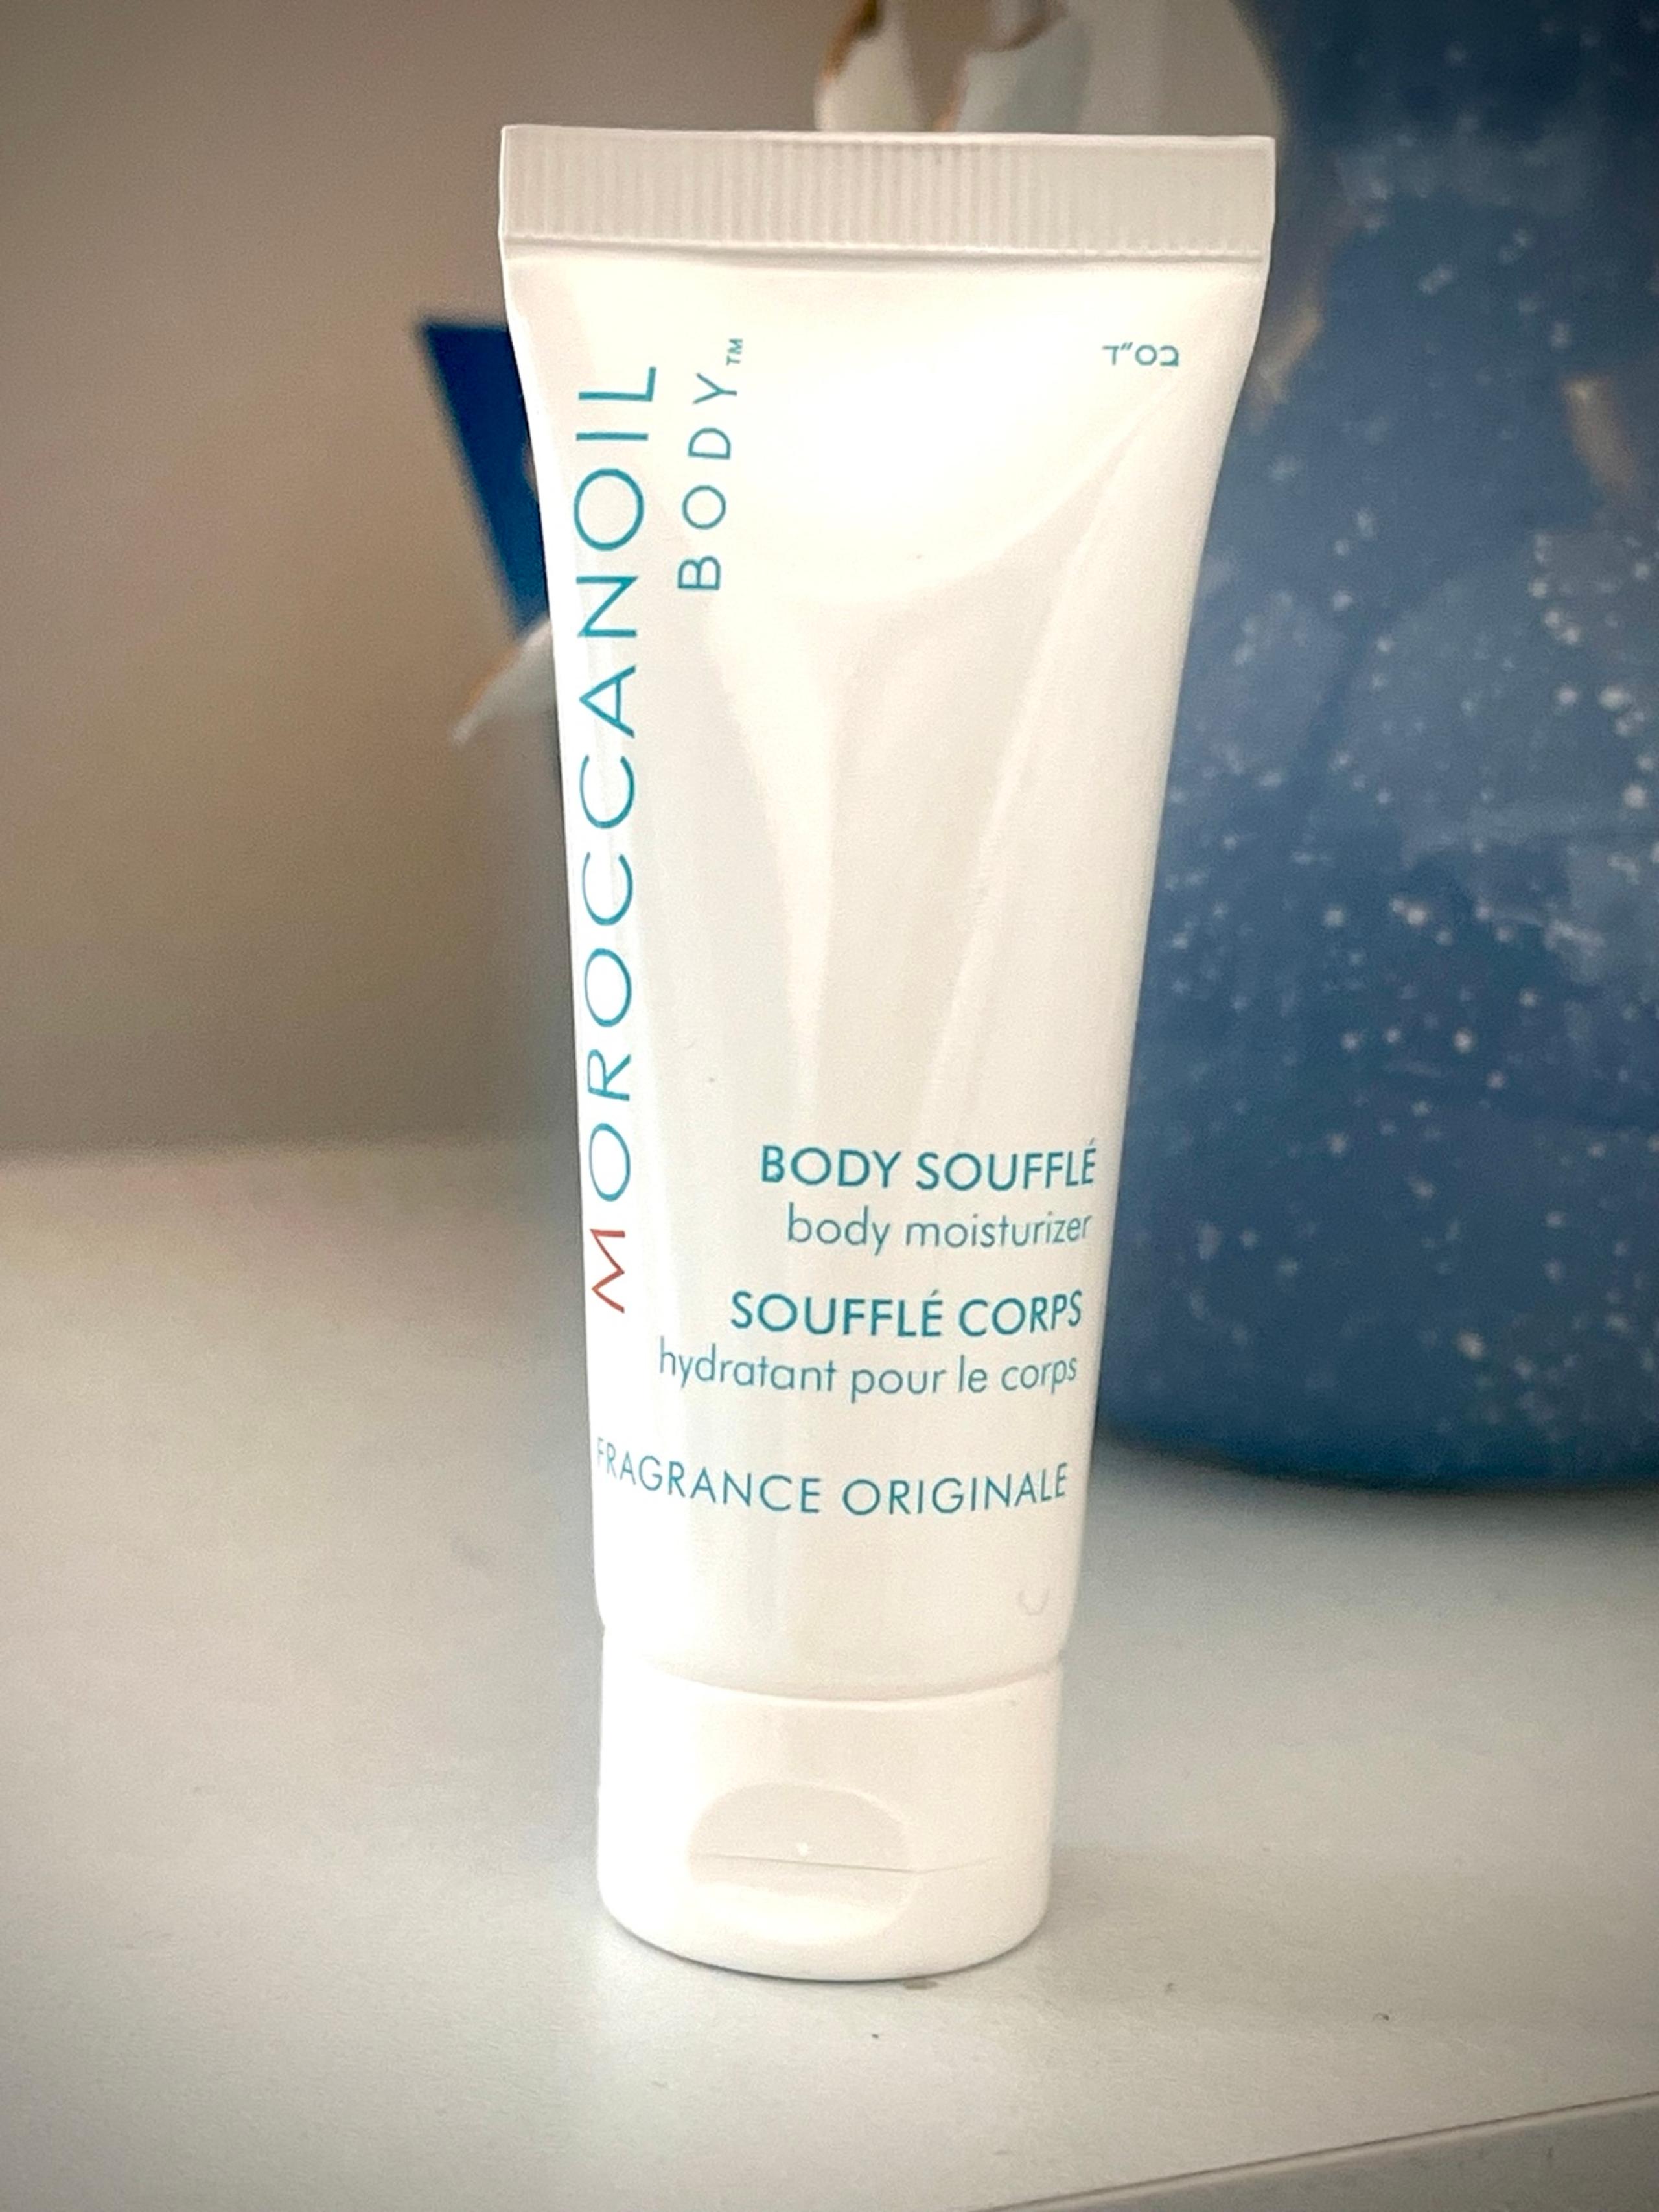 בס״ד
MOROCCANOIL
BODY™
BODY SOUFFLÉ
body moisturizer
SOUFFLÉ CORPS
hydratant pour le corps
FRAGRANCE ORIGINALE